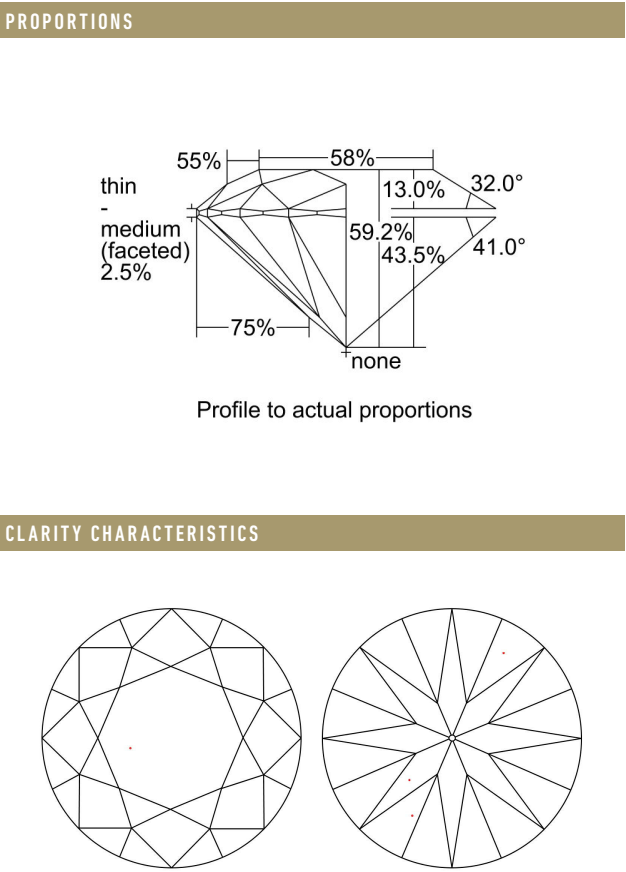 PROPORTIONS
55%
58%
thin
-
medium
(faceted)
2.5%
13.0%
32.0°
59.2%
43.5%
41.0°
75%
none
Profile to actual proportions
CLARITY CHARACTERISTICS